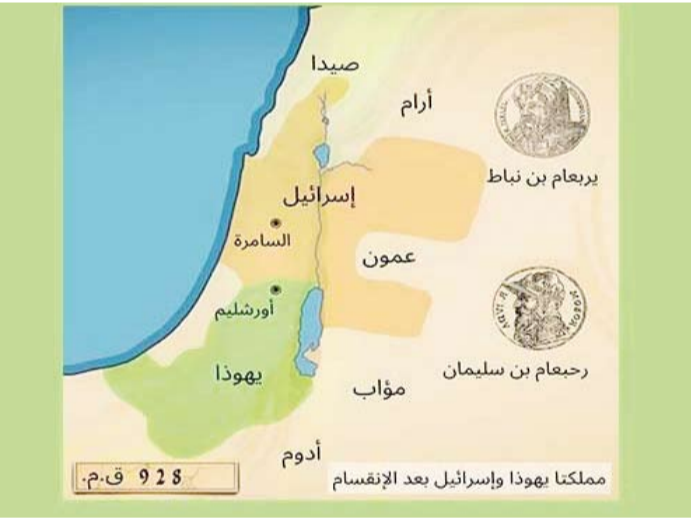 صيدا
أرام
يربعام بن نباط
إسرائيل
السامرة
عمون
أورشليم
رحبعام بن سليمان
يهوذا
مؤاب
أدوم
مملكتا يهوذا وإسرائيل بعد الإنقسام
928 ق.م.